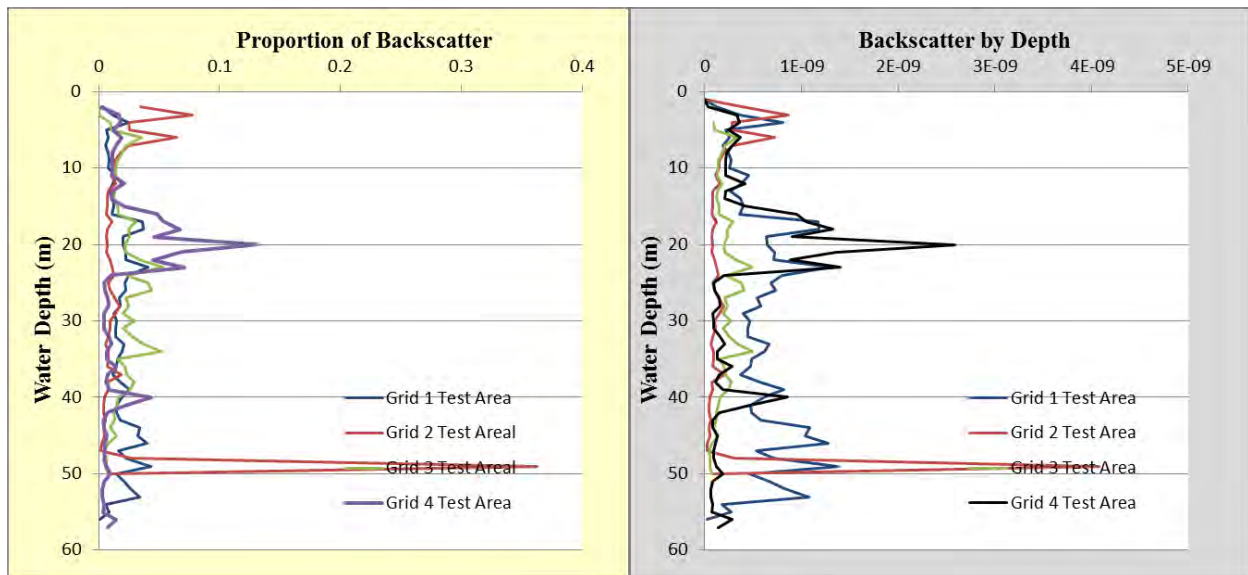 Proportion of Backscatter
0 0.1 0.2 0.3 0.4
Water Depth (m)
0
10
20
30
40
50
60
Grid 1 Test Area
Grid 2 Test Areal
Grid 3 Test Areal
Grid 4 Test Area
Backscatter by Depth
0 1E-09 2E-09 3E-09 4E-09 5E-09
Water Depth (m)
0
10
20
30
40
50
60
Grid 1 Test Area
Grid 2 Test Area
Grid 3 Test Area
Grid 4 Test Area